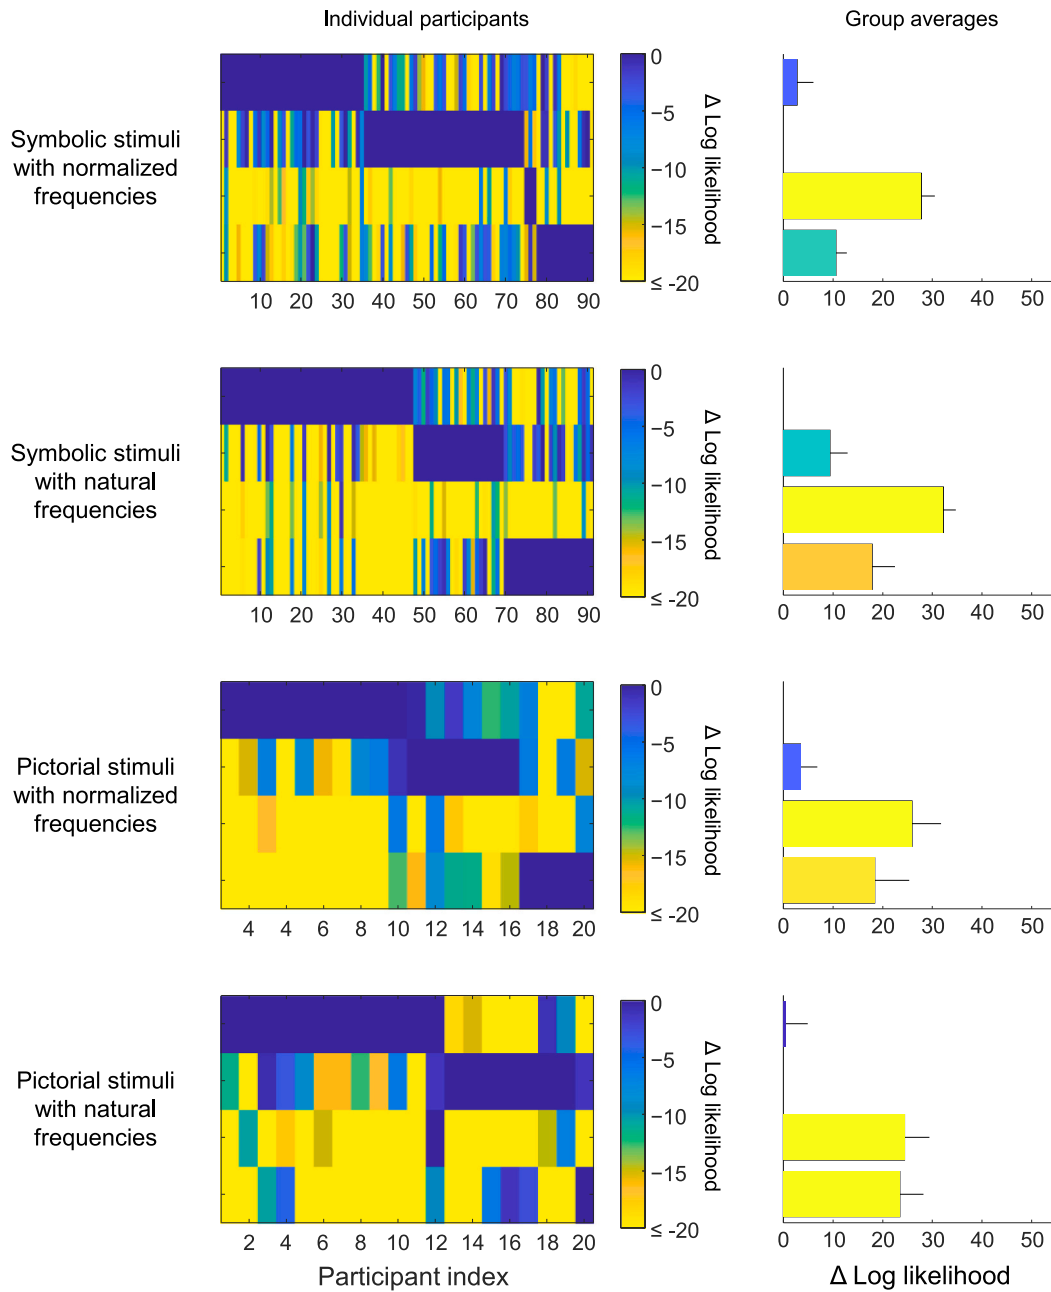 Individual participants
Group averages
Symbolic stimuli
with normalized
frequencies
0
−5
−10
−15
≤ -20
Δ Log likelihood
10 20 30 40 50 60 70 80 90
0 10 20 30 40 50
Symbolic stimuli
with natural
frequencies
0
−5
−10
−15
≤ -20
Δ Log likelihood
10 20 30 40 50 60 70 80 90
0 10 20 30 40 50
Pictorial stimuli
with normalized
frequencies
0
−5
−10
−15
≤ -20
Δ Log likelihood
4 4 6 8 10 12 14 16 18 20
0 10 20 30 40 50
Pictorial stimuli
with natural
frequencies
0
−5
−10
−15
≤ -20
Δ Log likelihood
2 4 6 8 10 12 14 16 18 20
0 10 20 30 40 50
Participant index
Δ Log likelihood